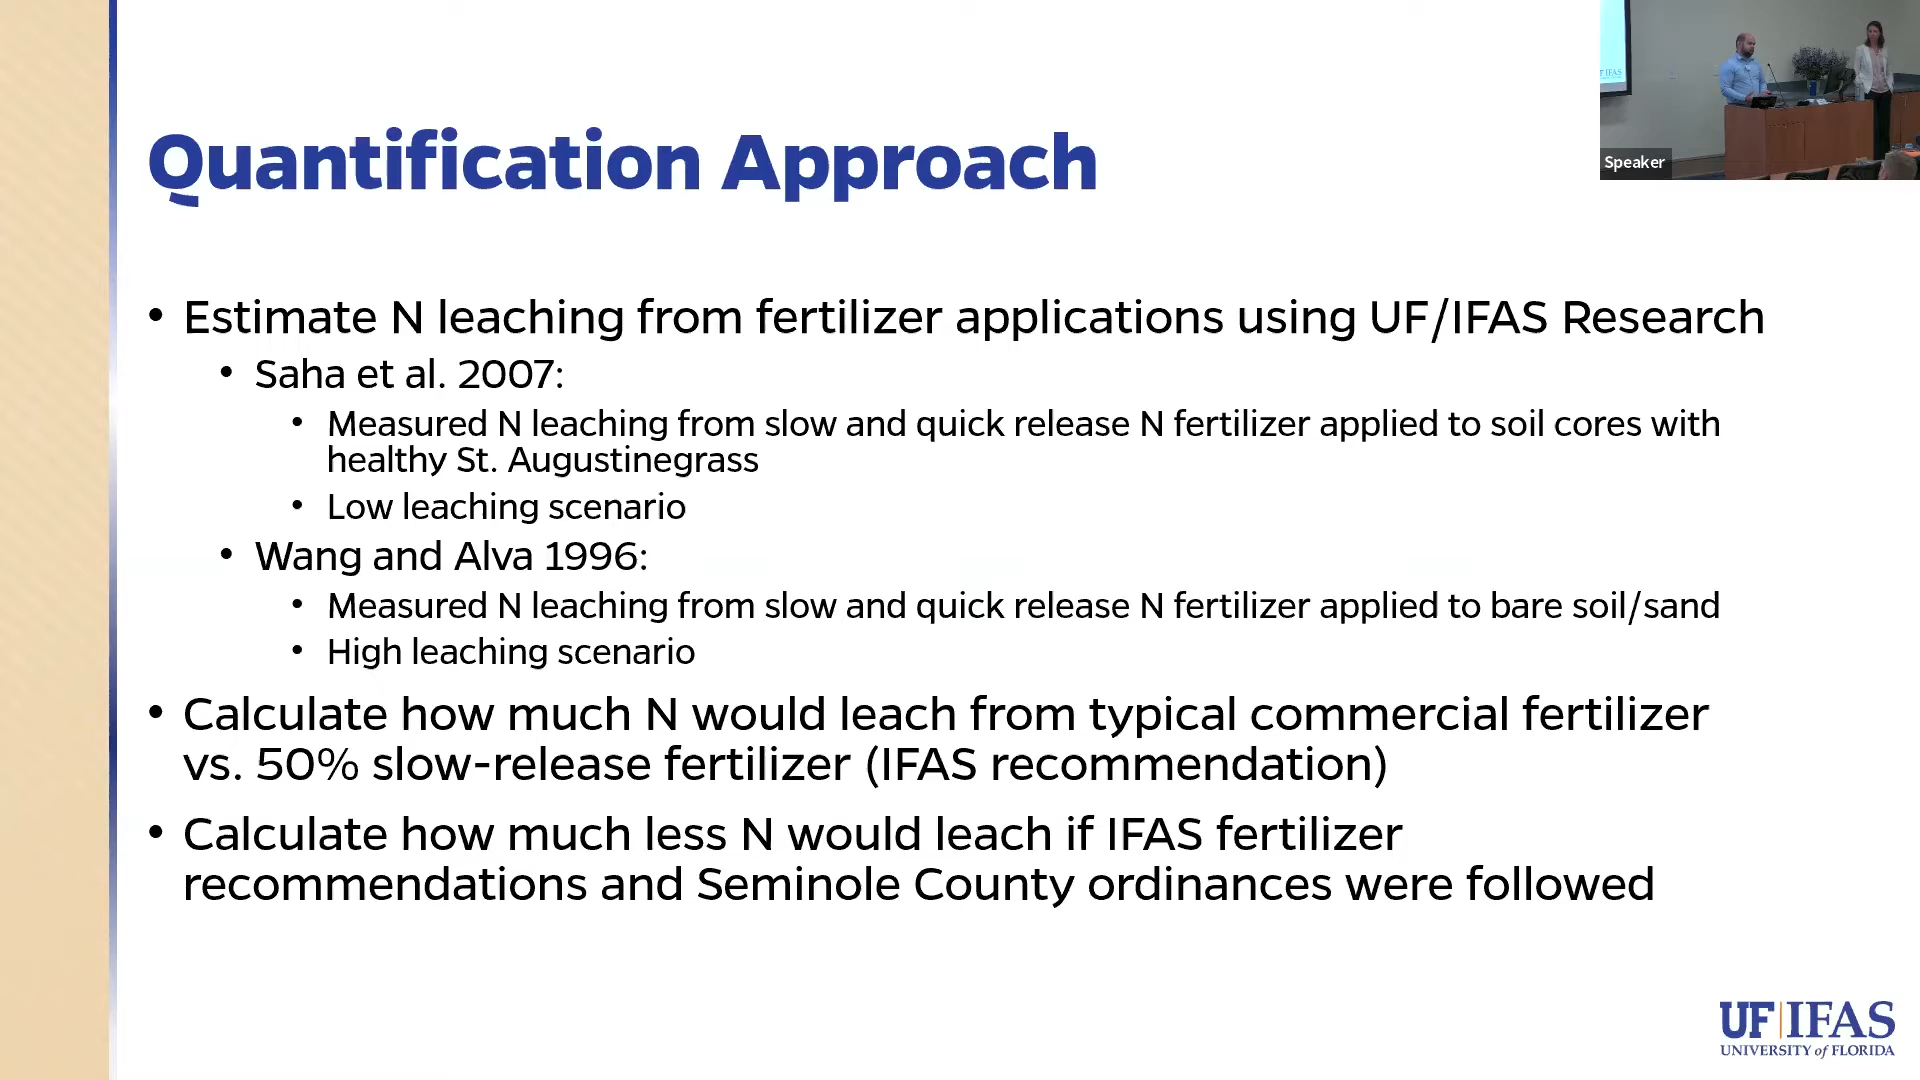 Quantification Approach
• Estimate N leaching from fertilizer applications using UF/IFAS Research
• Saha et al. 2007:
• Measured N leaching from slow and quick release N fertilizer applied to soil cores with
healthy St. Augustinegrass
• Low leaching scenario
• Wang and Alva 1996:
• Measured N leaching from slow and quick release N fertilizer applied to bare soil/sand
• High leaching scenario
• Calculate how much N would leach from typical commercial fertilizer
vs. 50% slow-release fertilizer (IFAS recommendation)
• Calculate how much less N would leach if IFAS fertilizer
recommendations and Seminole County ordinances were followed
Speaker
IFAS
UF|IFAS
UNIVERSITY of FLORIDA